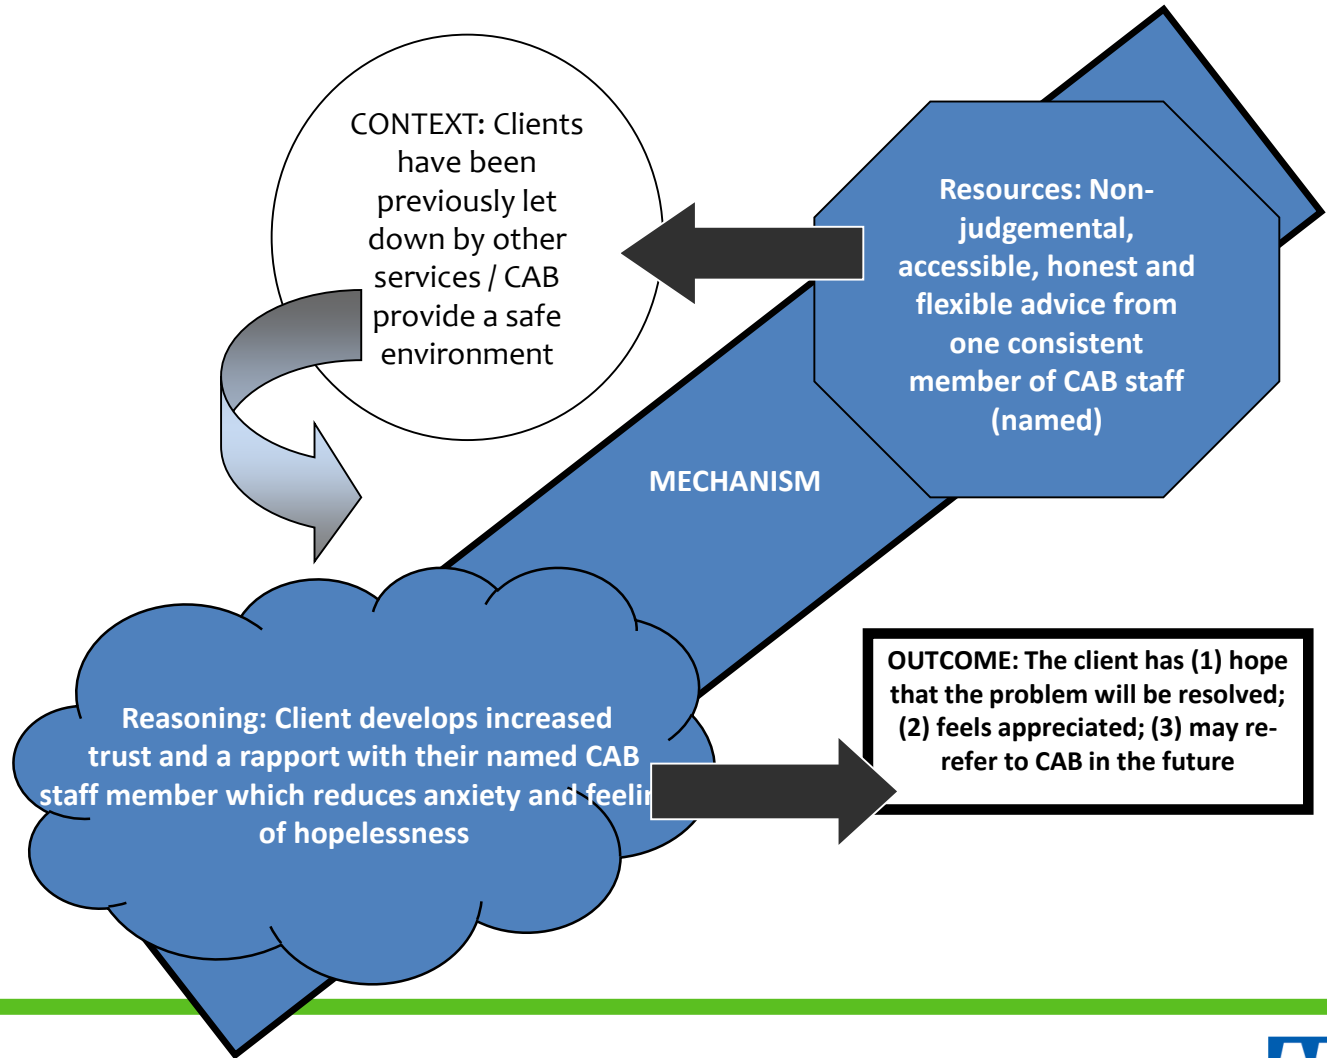 CONTEXT: Clients
have been
previously let
down by other
services / CAB
provide a safe
environment
Resources: Non-
judgemental,
accessible, honest and
flexible advice from
one consistent
member of CAB staff
(named)
MECHANISM
Reasoning: Client develops increased
trust and a rapport with their named CAB
staff member which reduces anxiety and
of hopelessness
OUTCOME: The client has (1) hope
that the problem will be resolved;
(2) feels appreciated; (3) may re-
refer to CAB in the future